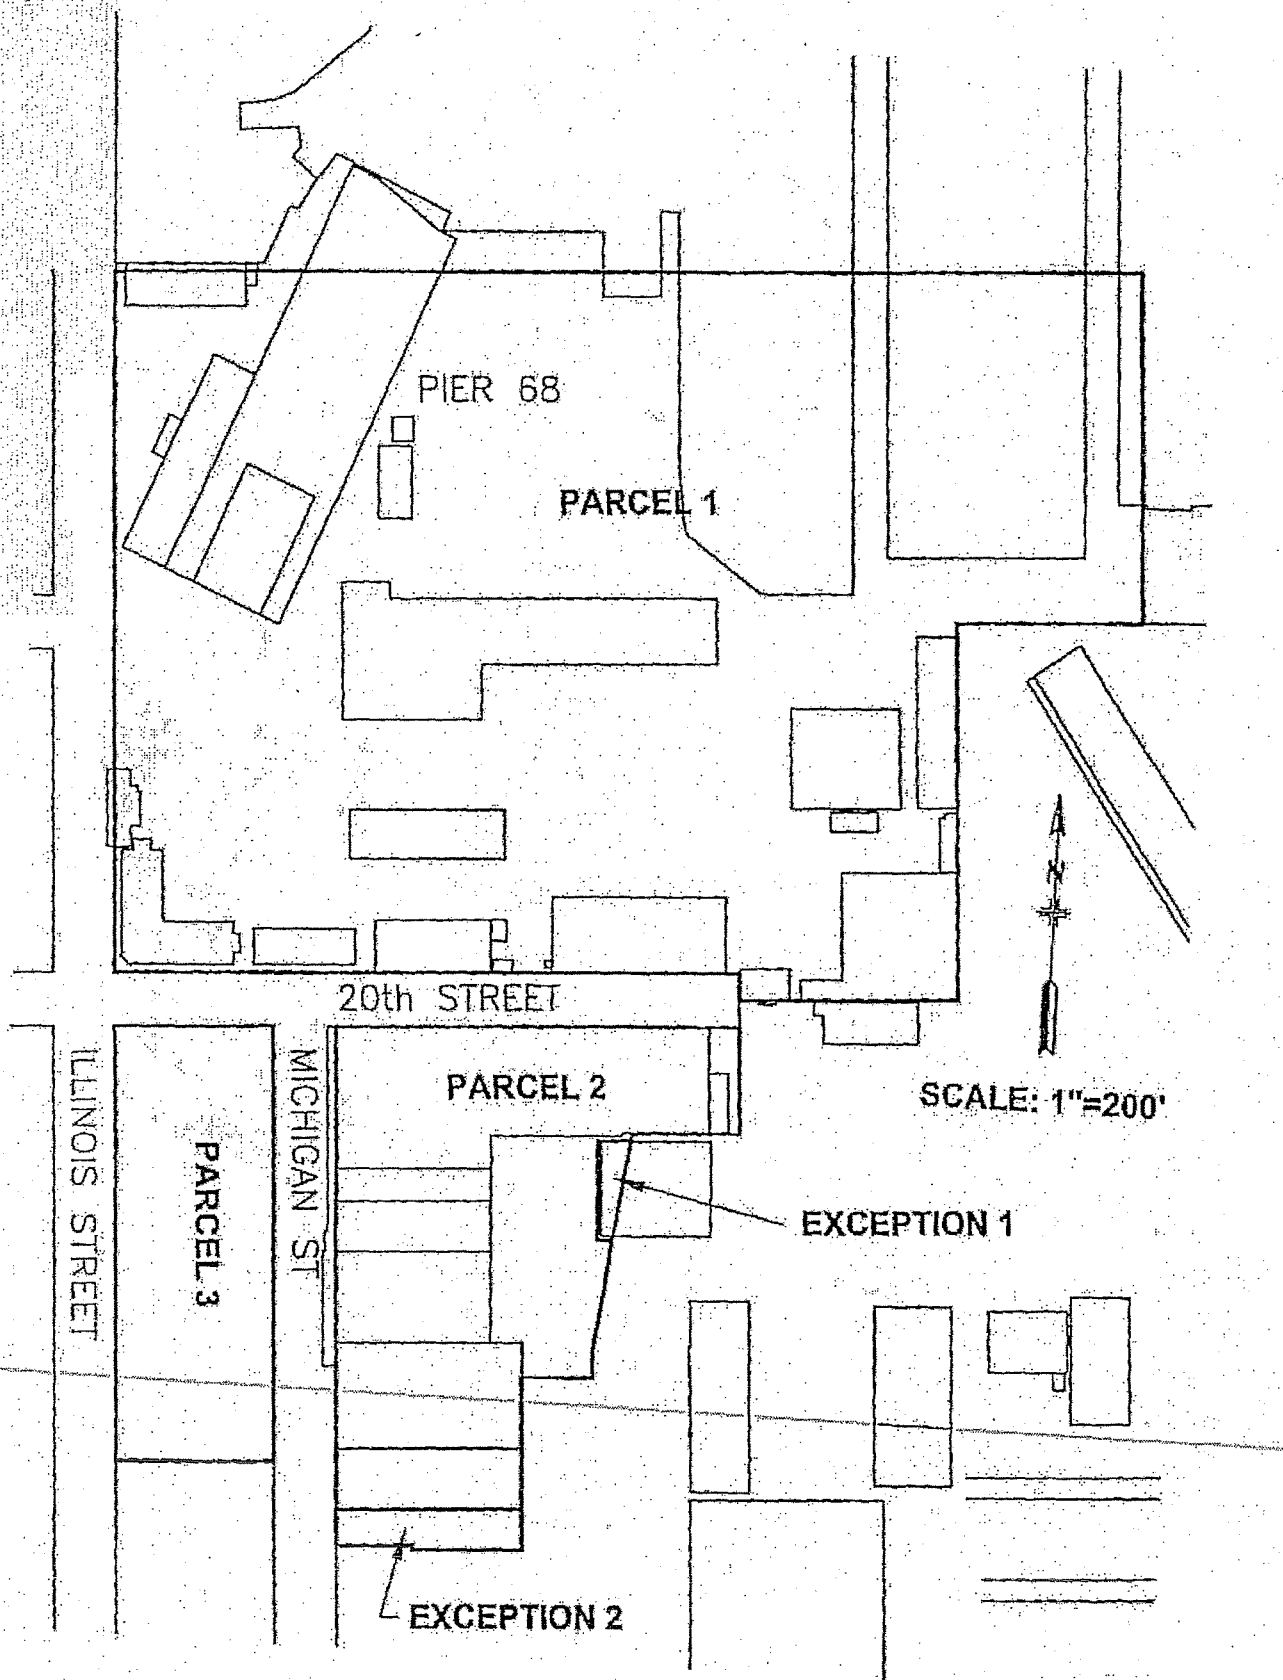 PIER 68
PARCEL 1
N
20th STREET
PARCEL 2
SCALE: 1"=200'
ILLINOIS STREET
PARCEL 3
MICHIGAN ST
EXCEPTION 1
EXCEPTION 2